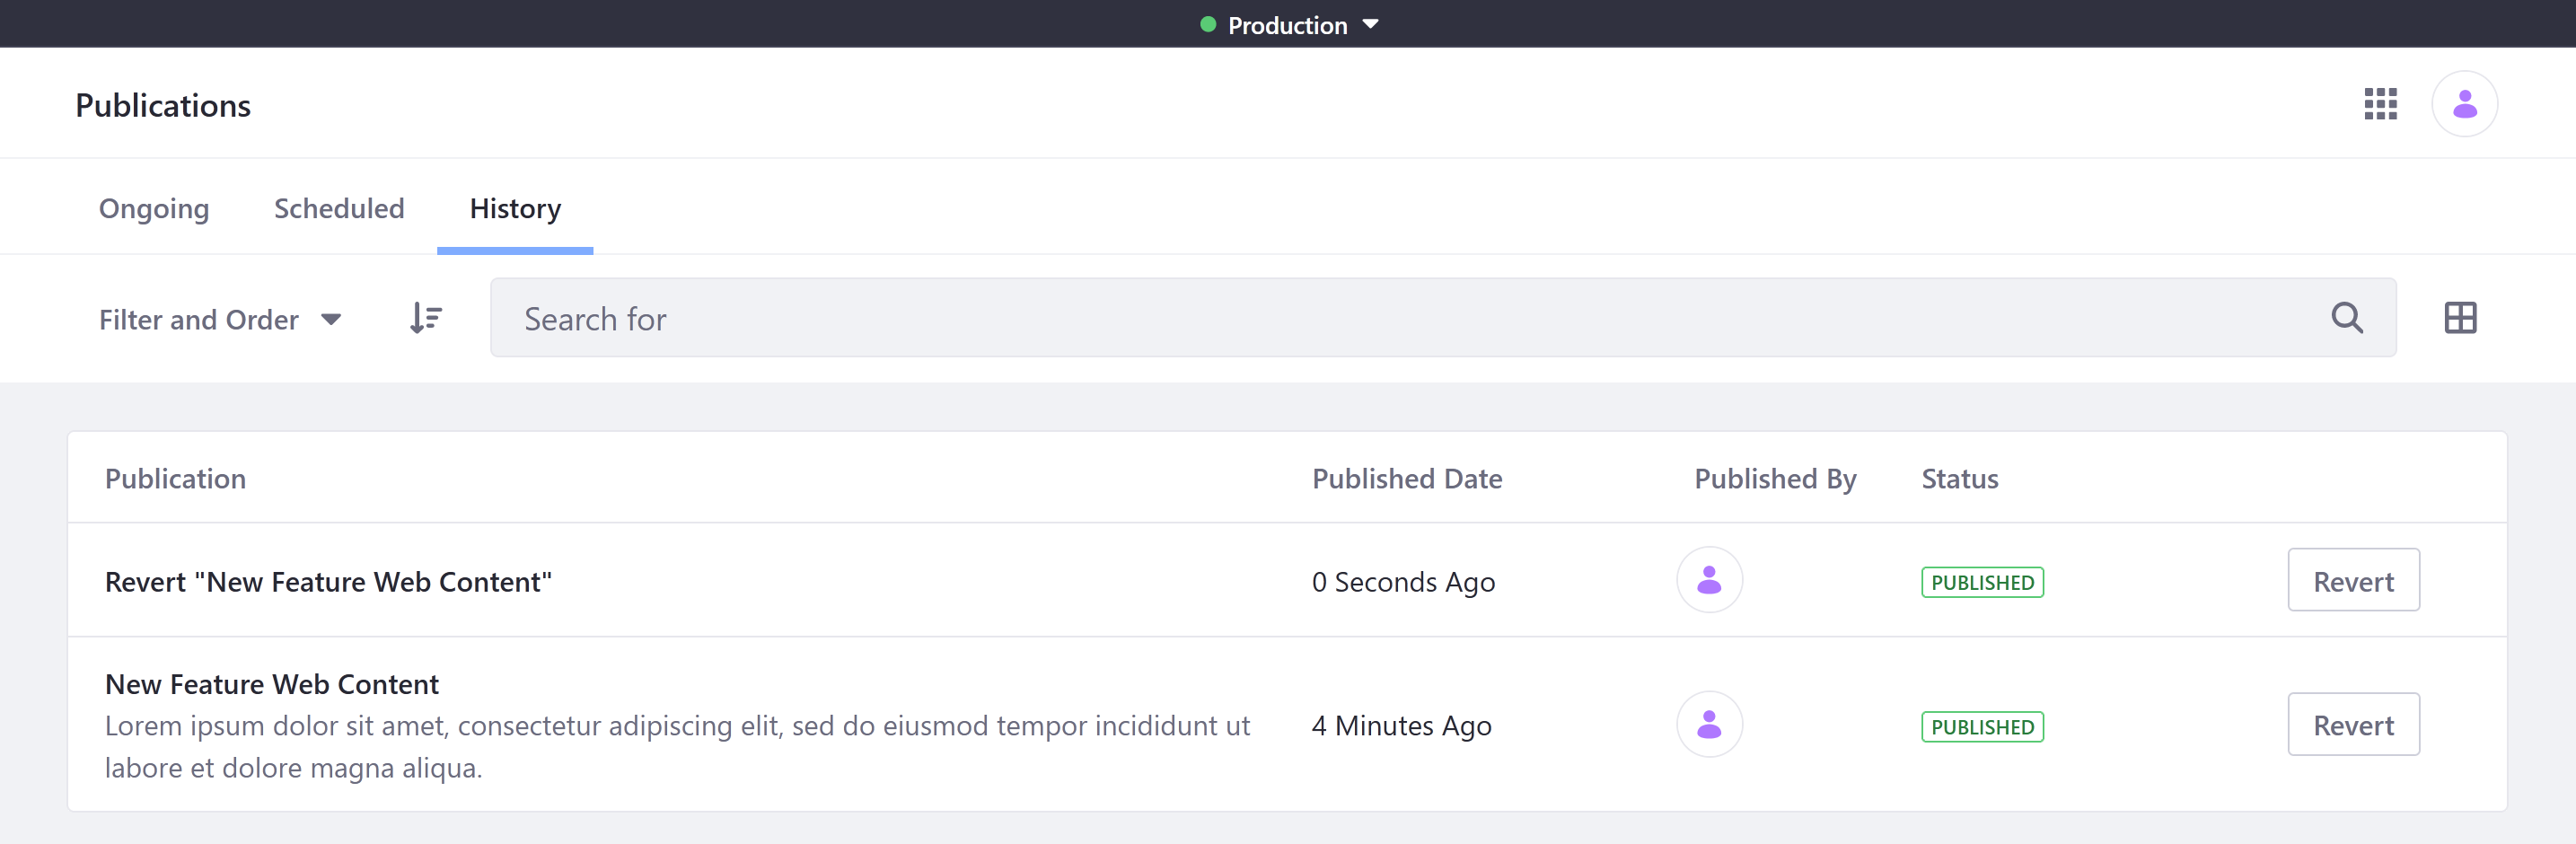 Production
Publications
Ongoing Scheduled History
Filter and Order Search for
Publication Published Date Published By Status
Revert "New Feature Web Content" 0 Seconds Ago PUBLISHED Revert
New Feature Web Content
Lorem ipsum dolor sit amet, consectetur adipiscing elit, sed do eiusmod tempor incididunt ut 4 Minutes Ago PUBLISHED Revert
labore et dolore magna aliqua.